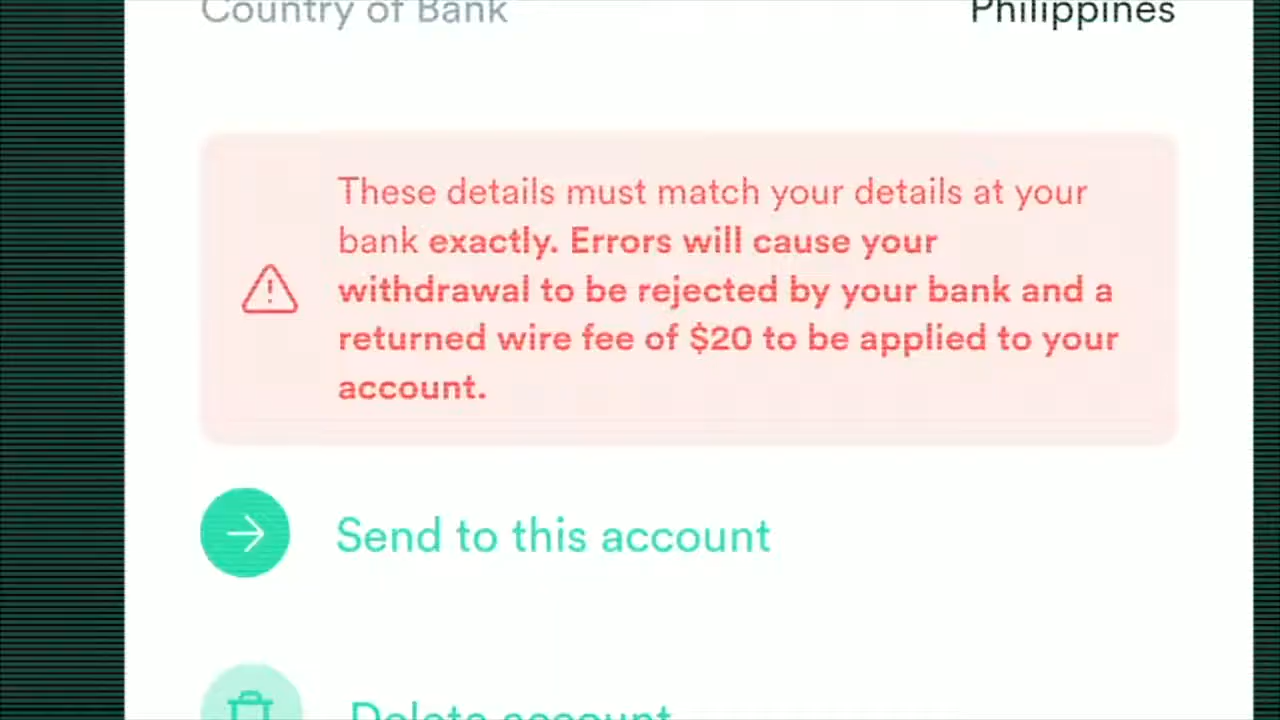 Country of Bank
Philippines
These details must match your details at your
bank exactly. Errors will cause your
withdrawal to be rejected by your bank and a
returned wire fee of $20 to be applied to your
account.
Send to this account
Delete account